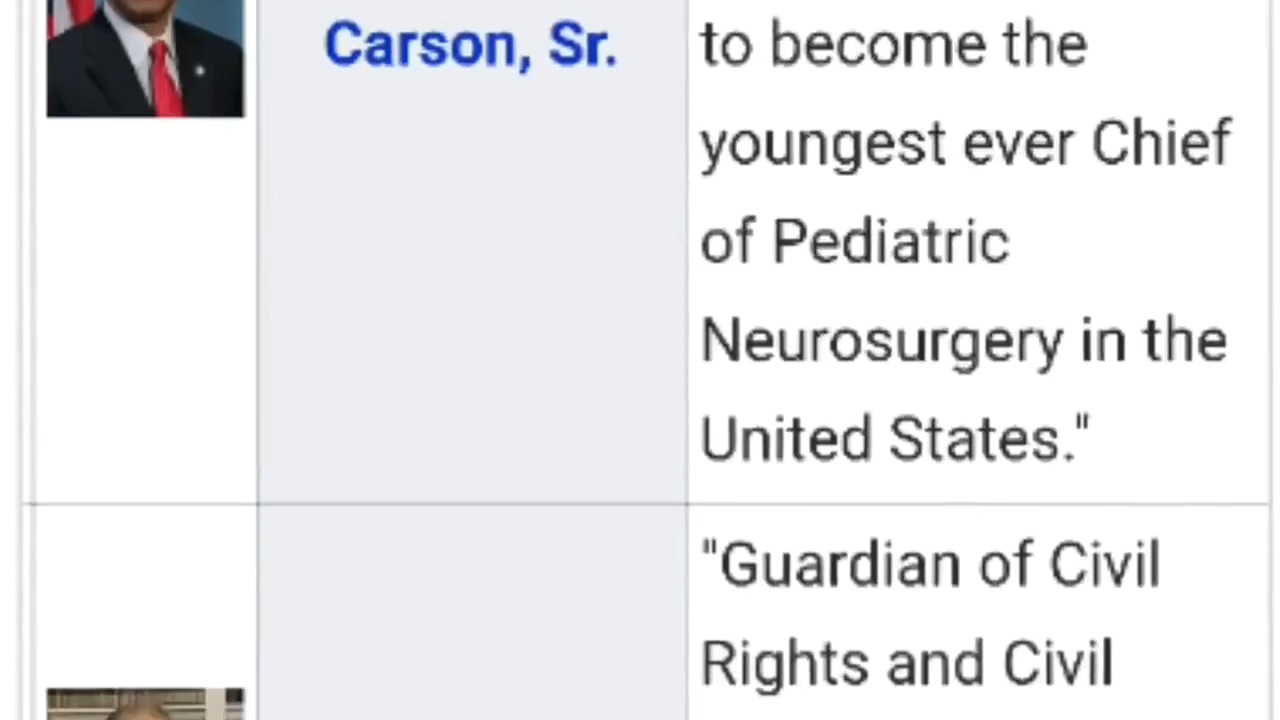 Carson, Sr.
to become the
youngest ever Chief
of Pediatric
Neurosurgery in the
United States."
"Guardian of Civil
Rights and Civil